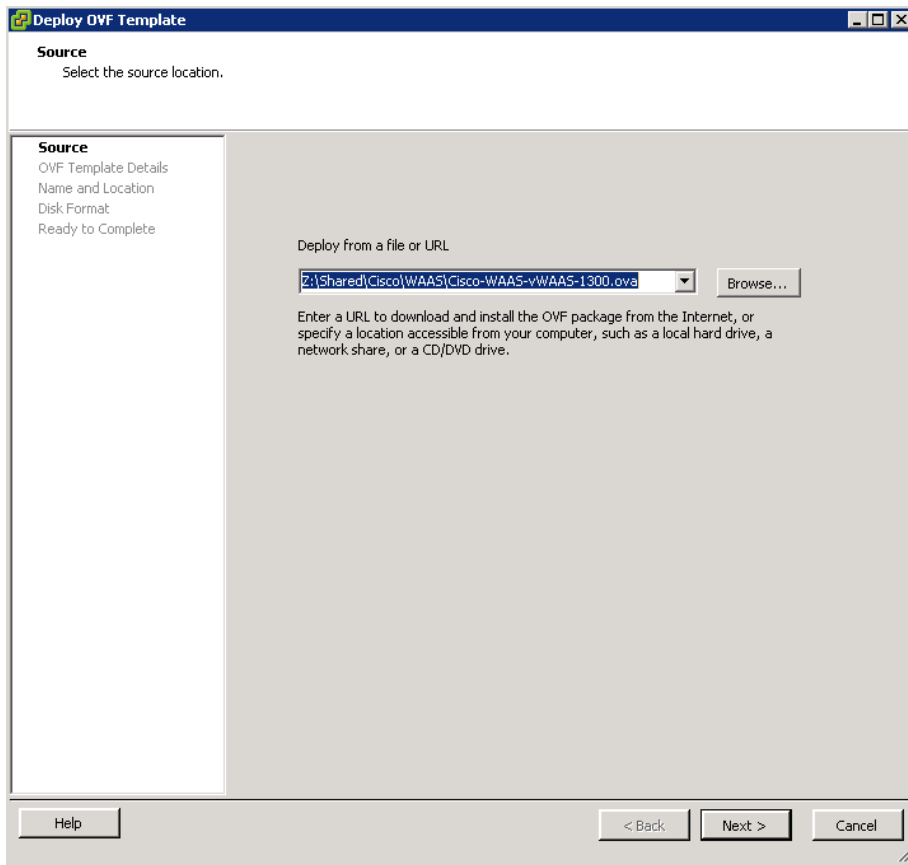 Deploy OVF Template
Source
Select the source location.
Source
OVF Template Details
Name and Location
Disk Format
Ready to Complete
Deploy from a file or URL
Z:\Shared\Cisco\WAAS\Cisco-WAAS-vWAAS-1300.ova
Browse...
Enter a URL to download and install the OVF package from the Internet, or
specify a location accessible from your computer, such as a local hard drive, a
network share, or a CD/DVD drive.
Help
< Back
Next >
Cancel